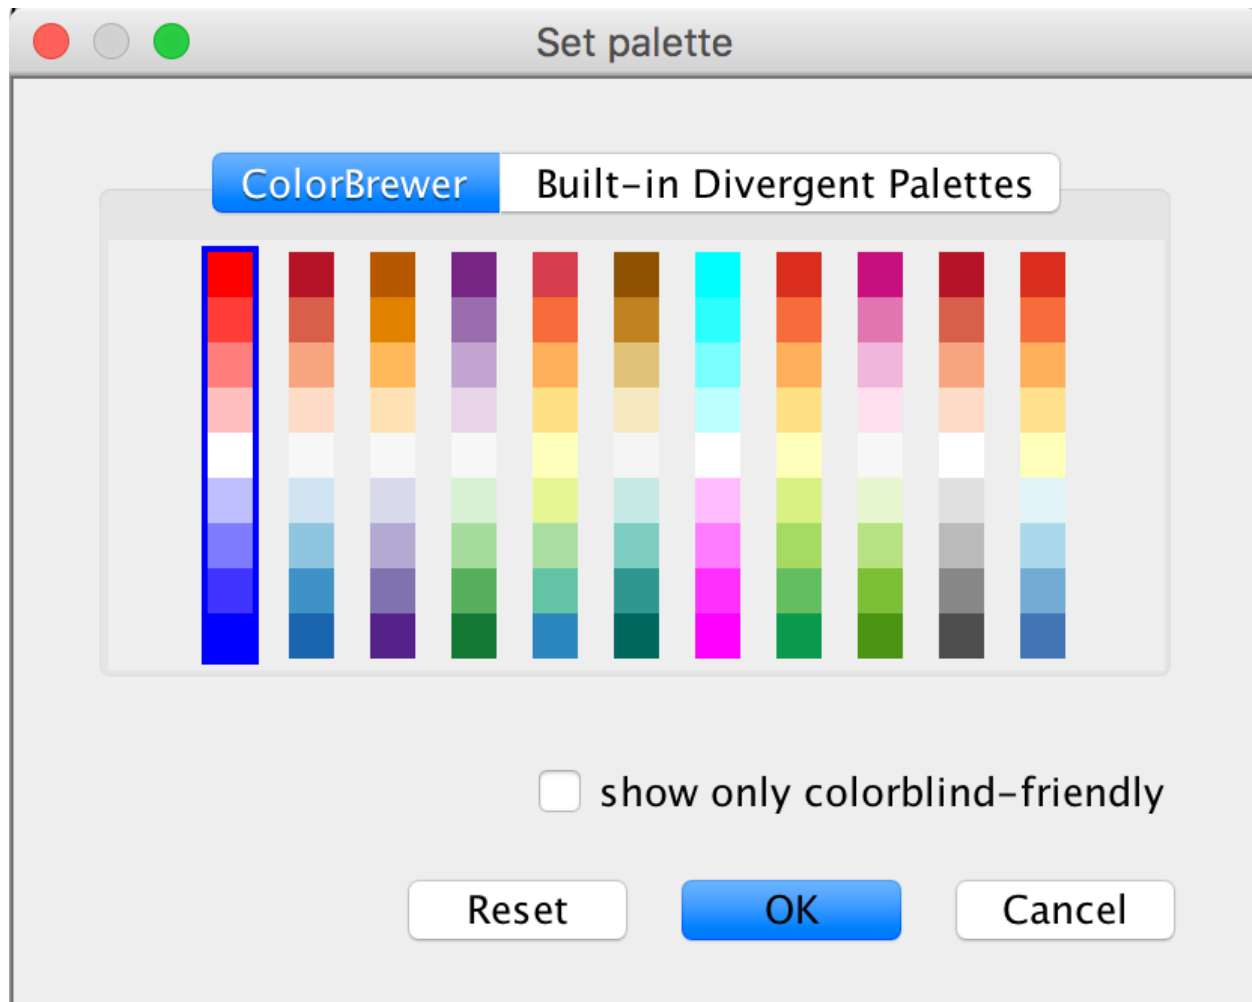 Set palette
ColorBrewer Built-in Divergent Palettes
show only colorblind-friendly
Reset OK Cancel